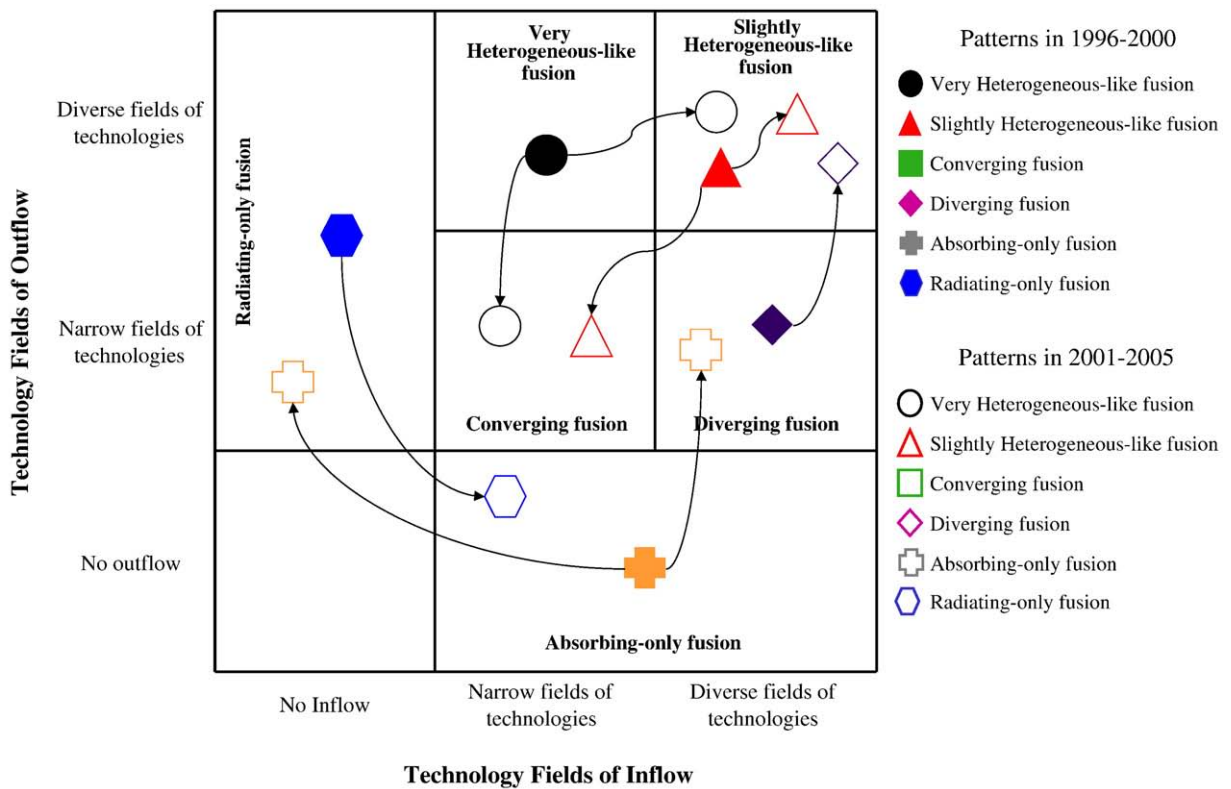 Very
Heterogeneous-like
fusion
Slightly
Heterogeneous-like
fusion
Diverse fields of
technologies
Radiating-only fusion
Technology Fields of Outflow
Narrow fields of
technologies
Converging fusion
Diverging fusion
No outflow
Absorbing-only fusion
No Inflow
Narrow fields of
technologies
Diverse fields of
technologies
Technology Fields of Inflow
Patterns in 1996-2000
Very Heterogeneous-like fusion
Slightly Heterogeneous-like fusion
Converging fusion
Diverging fusion
Absorbing-only fusion
Radiating-only fusion
Patterns in 2001-2005
Very Heterogeneous-like fusion
Slightly Heterogeneous-like fusion
Converging fusion
Diverging fusion
Absorbing-only fusion
Radiating-only fusion